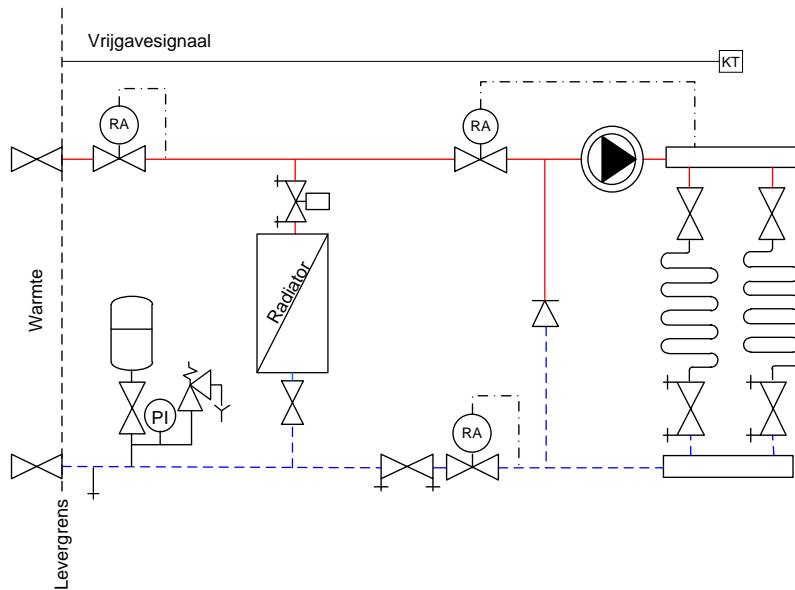 Vrijgavesignaal
KT
RA
RA
Radiator
Warmte
PI
RA
Levergrens